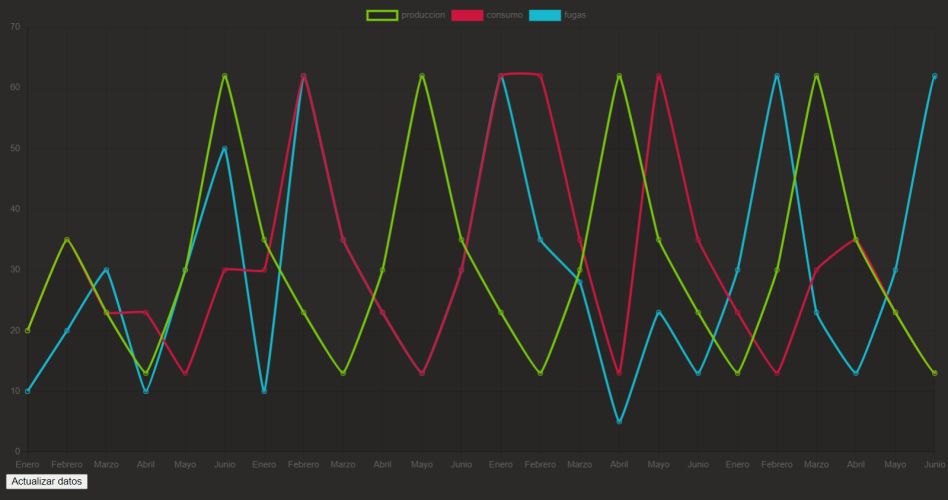 produccion consumo fugas
70
60
50
40
30
20
10
0
Enero Febrero Marzo Abril Mayo Junio Enero Febrero Marzo Abril Mayo Junio Enero Febrero Marzo Abril Mayo Junio Enero Febrero Marzo Abril Mayo Junio
Actualizar datos